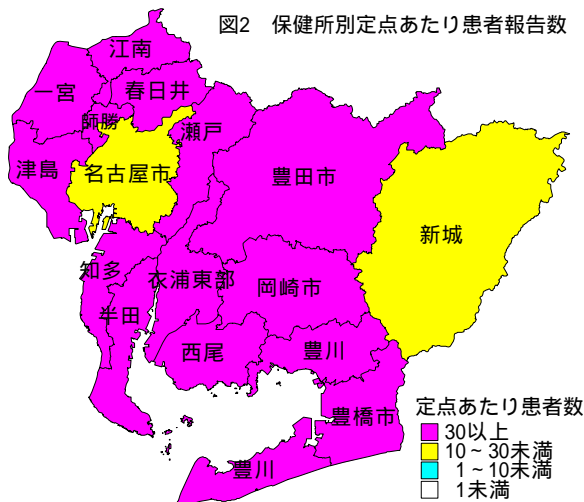 図2　保健所別定点あたり患者報告数
江南
一宮
春日井
師勝
瀬戸
津島
名古屋市
豊田市
新城
知多
衣浦東部
岡崎市
半田
西尾
豊川
豊橋市
豊川
定点あたり患者数
30以上
10～30未満
1～10未満
1未満